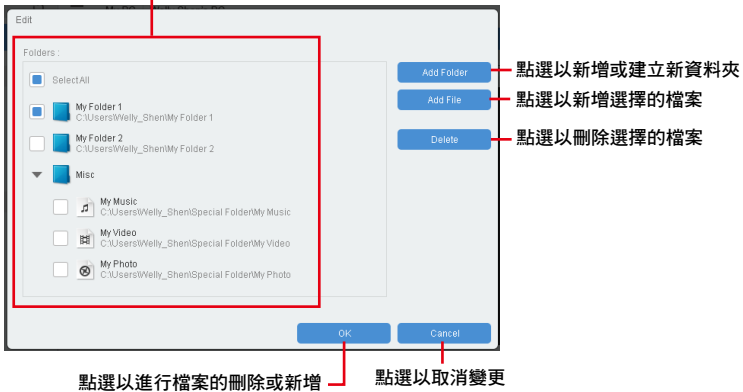 Edit
Folders :
SelectAll
Add Folder
點選以新增或建立新資料夾
Add File
點選以新增選擇的檔案
My Folder 1
C:\Users\Welly_Shen\My Folder 1
My Folder 2
C:\Users\Welly_Shen\My Folder 2
Delete
點選以刪除選擇的檔案
Misc
My Music
C:\Users\Welly_Shen\Special Folder\My Music
My Video
C:\Users\Welly_Shen\Special Folder\My Video
My Photo
C:\Users\Welly_Shen\Special Folder\My Photo
OK
Cancel
點選以進行檔案的刪除或新增
點選以取消變更